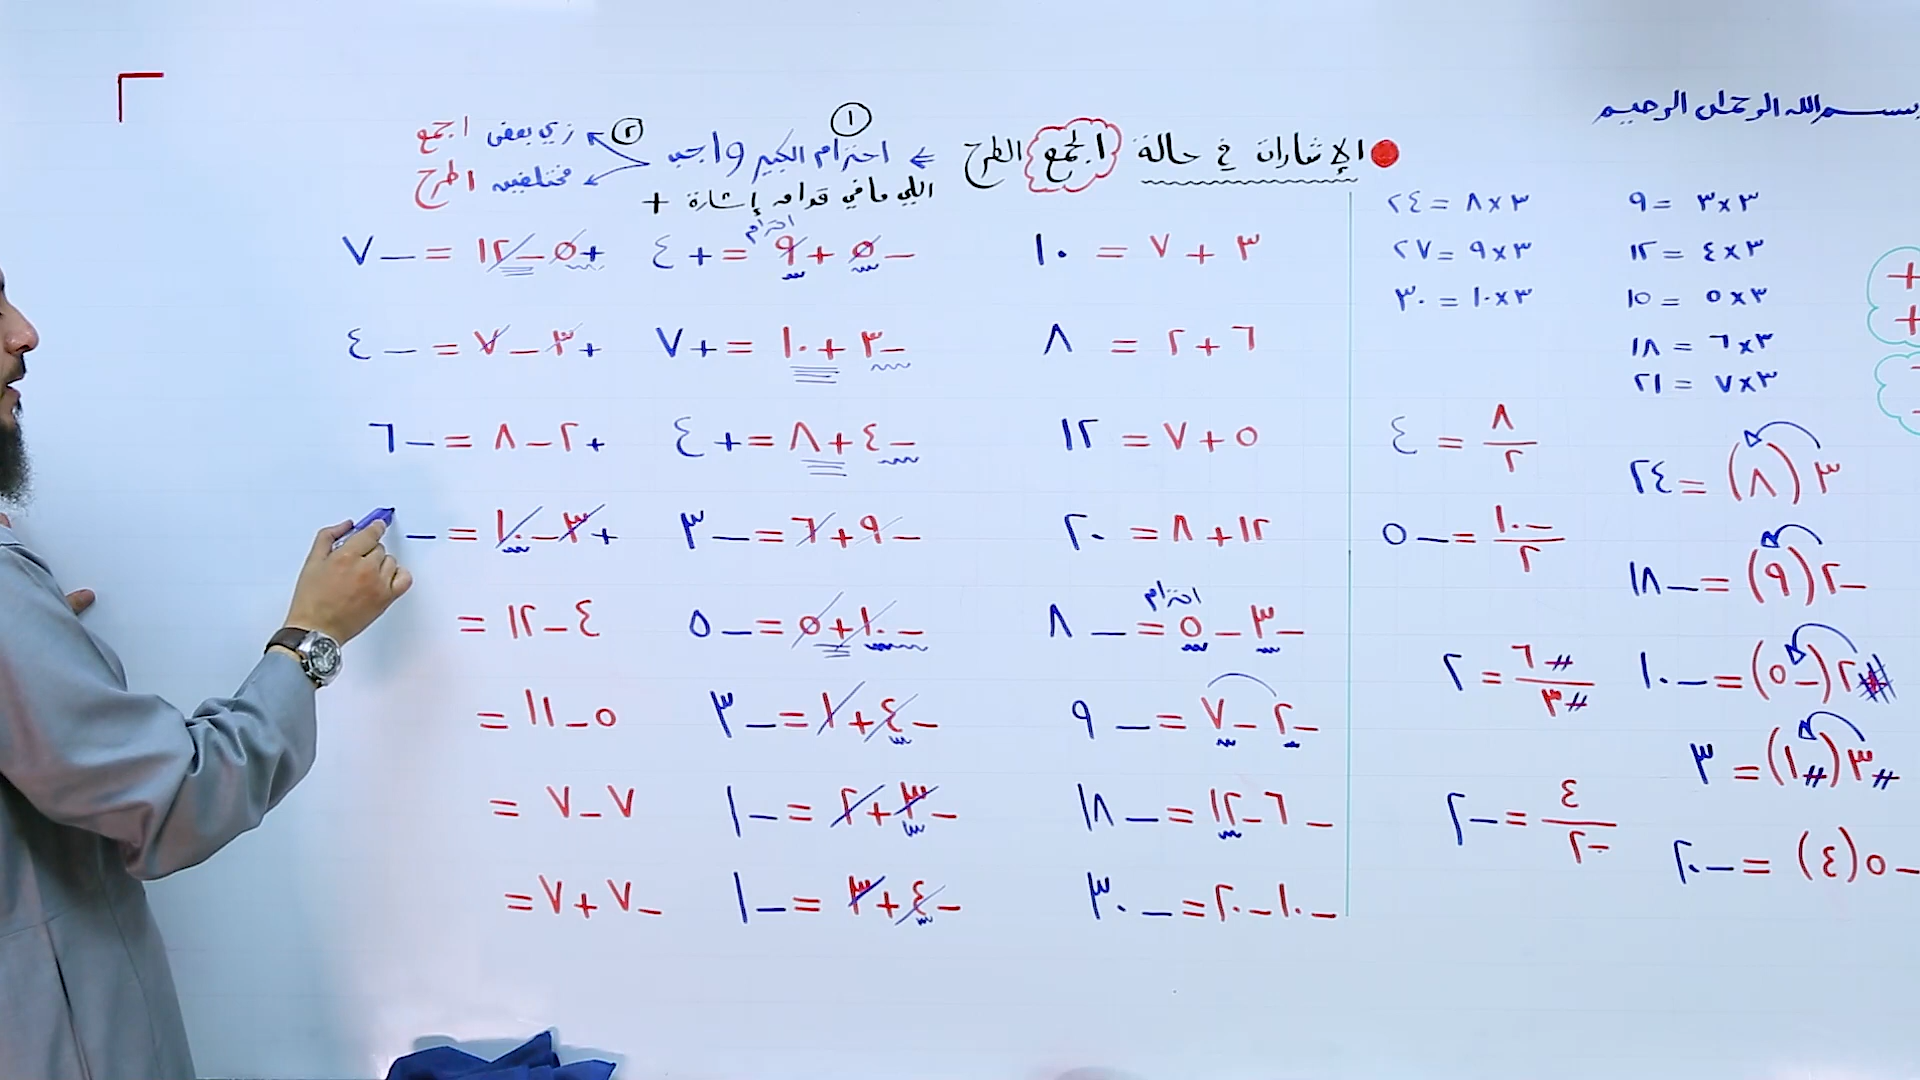 بسم الله الرحمن الرحيم
٣ × ٣ = ٩
٣ × ٤ = ١٢
٣ × ٥ = ١٥
٣ × ٦ = ١٨
٣ × ٧ = ٢١
٣ × ٨ = ٢٤
٣ × ٩ = ٢٧
٣ × ١٠ = ٣٠
٣ (٨) = ٢٤
− ٢ (٩) = − ١٨
٢ (− ٥) = − ١٠
٣ (١) = ٣
− ٥ (٤) = − ٢٠
٨ / ٢ = ٤
− ١٠ / ٢ = − ٥
٦ / ٣ = ٢
٤ / − ٢ = − ٢
الإشارات في حالة الجمع الطرح ⇐ احترام الكبير واجب
١
٢
زي بعض اجمع
مختلفين اطرح
اللي ما في قدامه إشارة +
٣ + ٧ = ١٠
٦ + ٢ = ٨
٥ + ٧ = ١٢
١٢ + ٨ = ٢٠
احترام
− ٣ − ٥ = − ٨
− ٢ − ٧ = − ٩
− ٦ − ١٢ = − ١٨
− ١٠ − ٢٠ = − ٣٠
احترام
− ٥ + ٩ = + ٤
− ٣ + ١٠ = + ٧
− ٤ + ٨ = + ٤
− ٩ + ٦ = − ٣
− ١٠ + ٥ = − ٥
− ٤ + ١ = − ٣
− ٣ + ٢ = − ١
− ٤ + ٣ = − ١
+ ٥ − ١٢ = − ٧
+ ٣ − ٧ = − ٤
+ ٢ − ٨ = − ٦
+ ٣ − ١٠ = −
٤ − ١٢ =
٥ − ١١ =
٧ − ٧ =
− ٧ + ٧ =